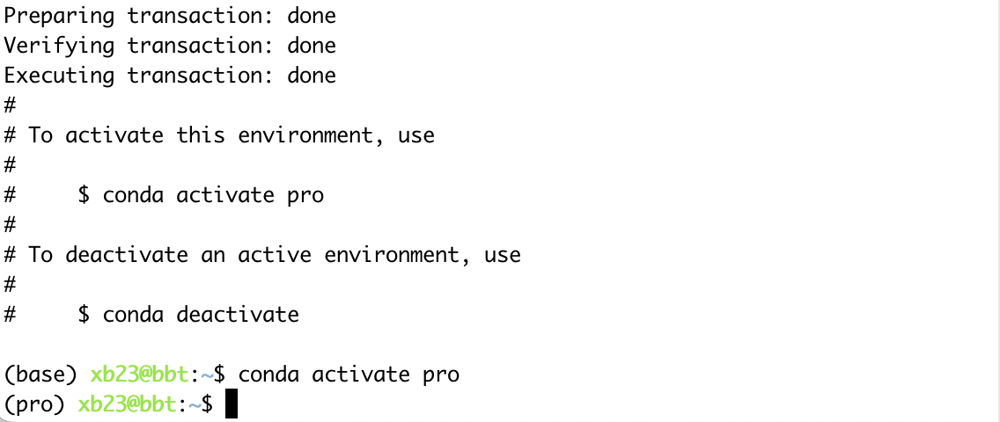 Preparing transaction: done
Verifying transaction: done
Executing transaction: done
#
# To activate this environment, use
#
#     $ conda activate pro
#
# To deactivate an active environment, use
#
#     $ conda deactivate

(base) xb23@bbt:~$ conda activate pro
(pro) xb23@bbt:~$